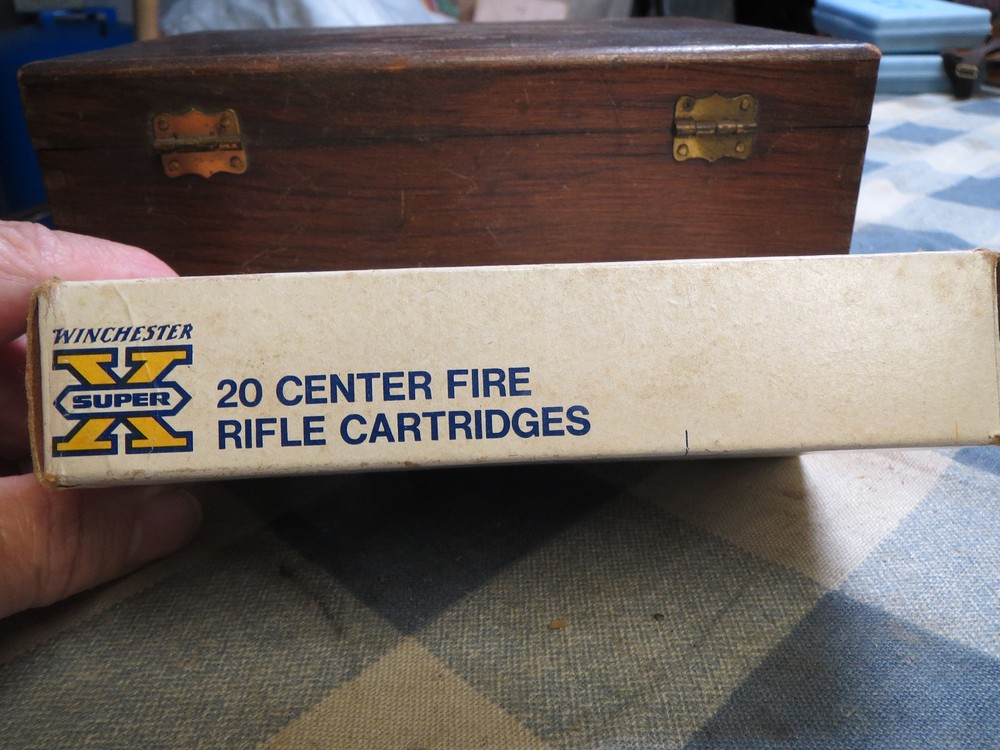 WINCHESTER
SUPER X
20 CENTER FIRE
RIFLE CARTRIDGES